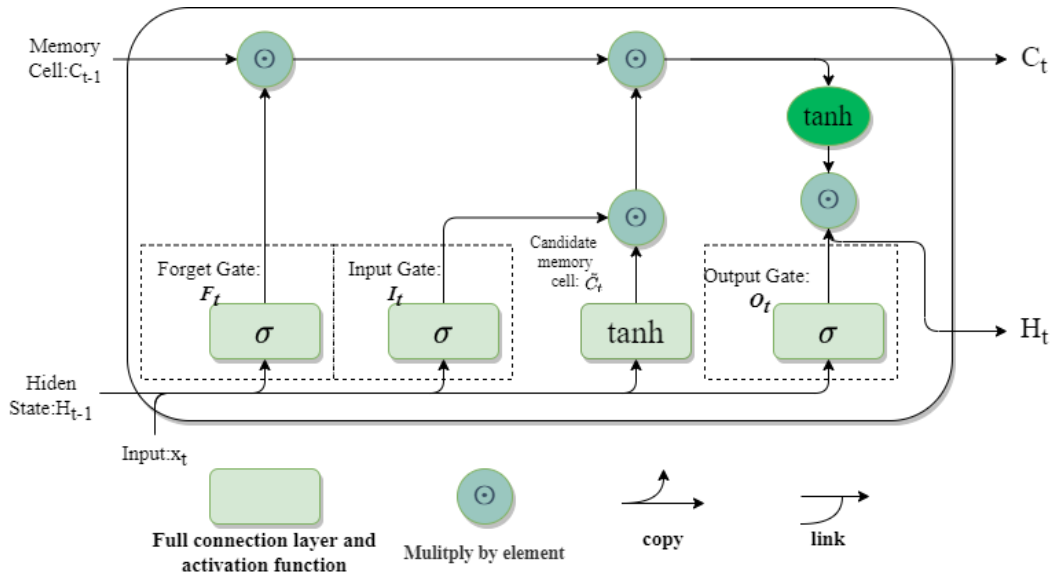 Memory
Cell:Ct-1
⊙
⊙
Ct
tanh
⊙
⊙
Candidate
memory
cell: C̃t
Forget Gate:
Ft
Input Gate:
It
Output Gate:
Ot
σ
σ
tanh
σ
Ht
Hiden
State:Ht-1
Input:xt
⊙
Full connection layer and
activation function
Mulitply by element
copy
link